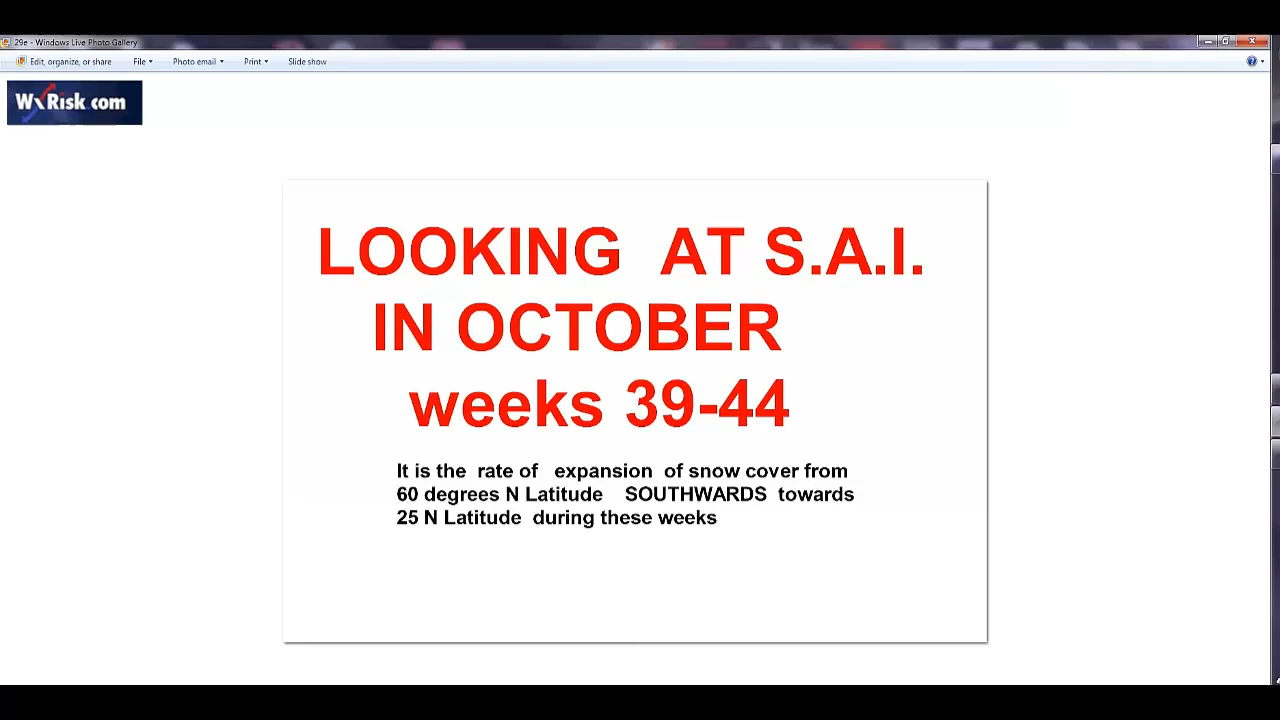 29e - Windows Live Photo Gallery
Edit, organize, or share File Photo email Print Slide show
WxRisk.com
LOOKING AT S.A.I.
IN OCTOBER
weeks 39-44
It is the rate of expansion of snow cover from
60 degrees N Latitude SOUTHWARDS towards
25 N Latitude during these weeks